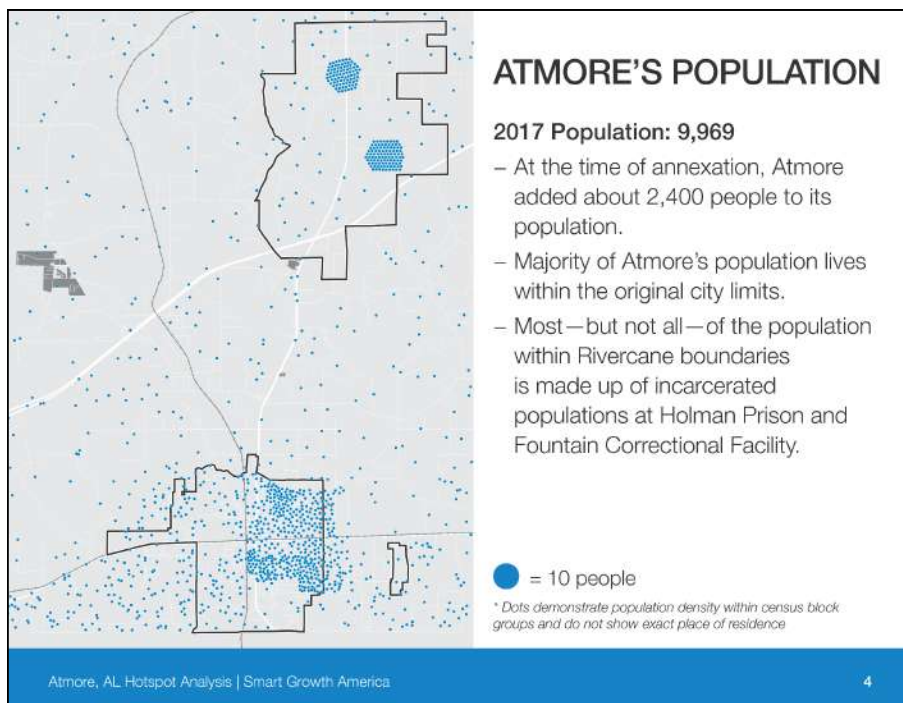 ATMORE'S POPULATION
2017 Population: 9,969
– At the time of annexation, Atmore
added about 2,400 people to its
population.
– Majority of Atmore's population lives
within the original city limits.
– Most—but not all—of the population
within Rivercane boundaries
is made up of incarcerated
populations at Holman Prison and
Fountain Correctional Facility.
= 10 people
* Dots demonstrate population density within census block
groups and do not show exact place of residence
Atmore, AL Hotspot Analysis | Smart Growth America
4